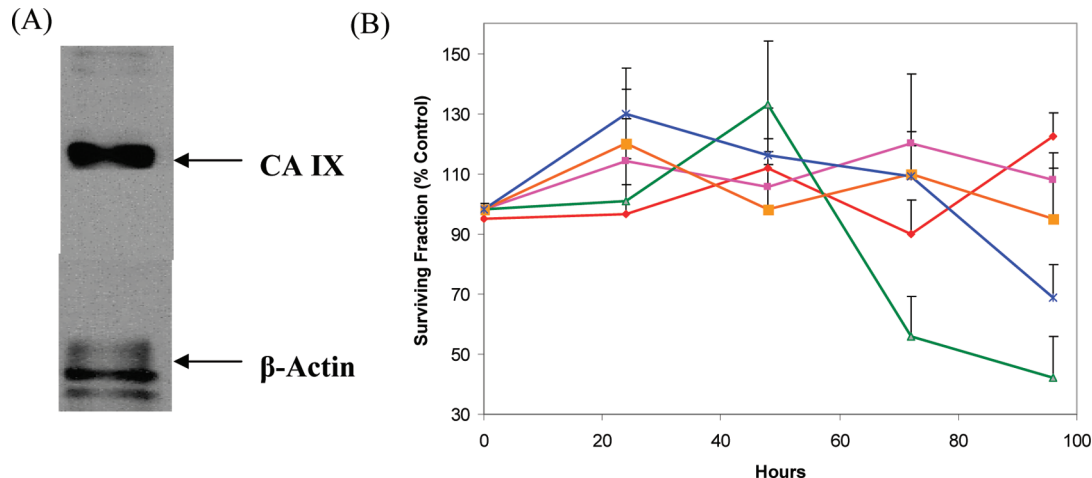 (A)
CA IX
β-Actin
(B)
Surviving Fraction (% Control)
150
130
110
90
70
50
30
0 20 40 60 80 100
Hours